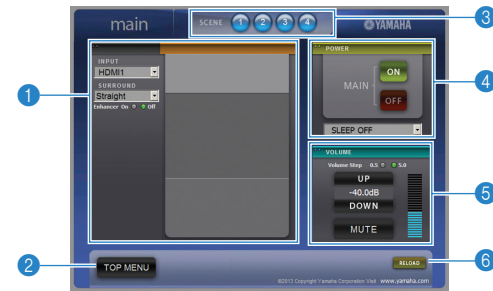 main
SCENE 1 2 3 4
YAMAHA
3
INPUT
HDMI1
SURROUND
Straight
Enhancer On Off
1
POWER
MAIN
ON
OFF
4
SLEEP OFF
VOLUME
Volume Step 0.5 5.0
UP
-40.0dB
DOWN
MUTE
5
2
TOP MENU
RELOAD
6
©2013 Copyright Yamaha Corporation Visit www.yamaha.com